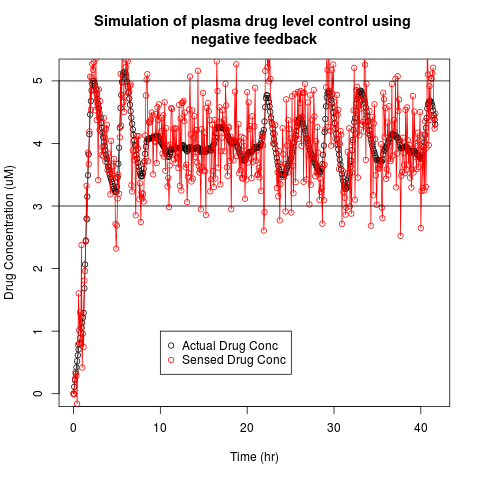 Simulation of plasma drug level control using
negative feedback
Drug Concentration (uM)
5
4
3
2
1
0
Actual Drug Conc
Sensed Drug Conc
0 10 20 30 40
Time (hr)